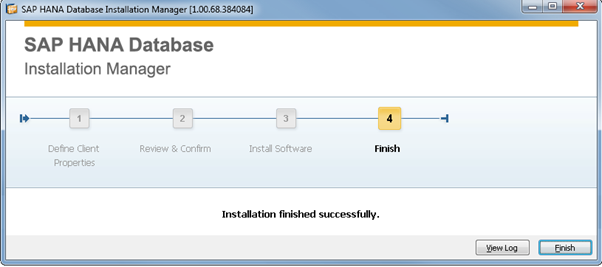 SAP HANA Database Installation Manager [1.00.68.384084]
SAP HANA Database
Installation Manager
1 2 3 4
Define Client Properties
Review & Confirm
Install Software
Finish
Installation finished successfully.
View Log Finish